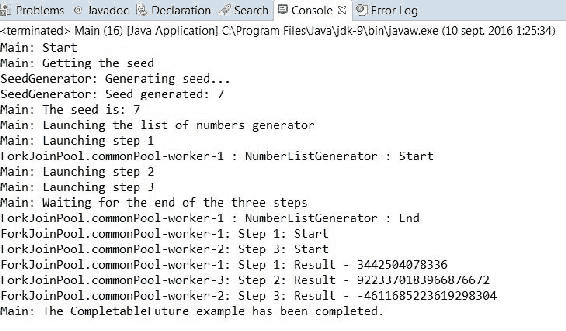 Problems @ Javadoc Declaration Search Console Error Log
<terminated> Main (16) [Java Application] C:\Program Files\Java\jdk-9\bin\javaw.exe (10 sept. 2016 1:25:34)
Main: Start
Main: Getting the seed
SeedGenerator: Generating seed...
SeedGenerator: Seed generated: 7
Main: The seed is: 7
Main: Launching the list of numbers generator
Main: Launching step 1
ForkJoinPool.commonPool-worker-1 : NumberListGenerator : Start
Main: Launching step 2
Main: Launching step 3
Main: Waiting for the end of the three steps
ForkJoinPool.commonPool-worker-1 : NumberListGenerator : End
ForkJoinPool.commonPool-worker-1: Step 1: Start
ForkJoinPool.commonPool-worker-2: Step 3: Start
ForkJoinPool.commonPool-worker-1: Step 1: Result - 3442504078336
ForkJoinPool.commonPool-worker-3: Step 2: Result - 9223370183966876672
ForkJoinPool.commonPool-worker-2: Step 3: Result - -4611685223619298304
Main: The CompletableFuture example has been completed.